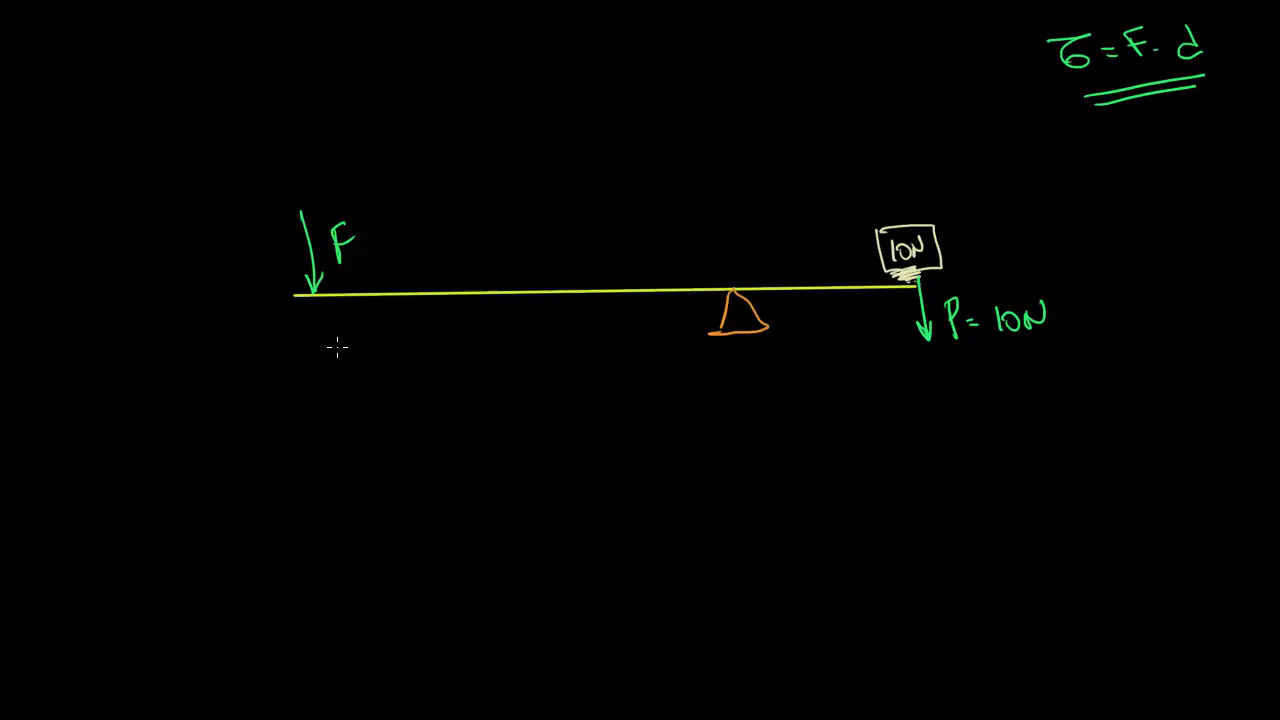 τ = F · d
F
10N
P = 10N